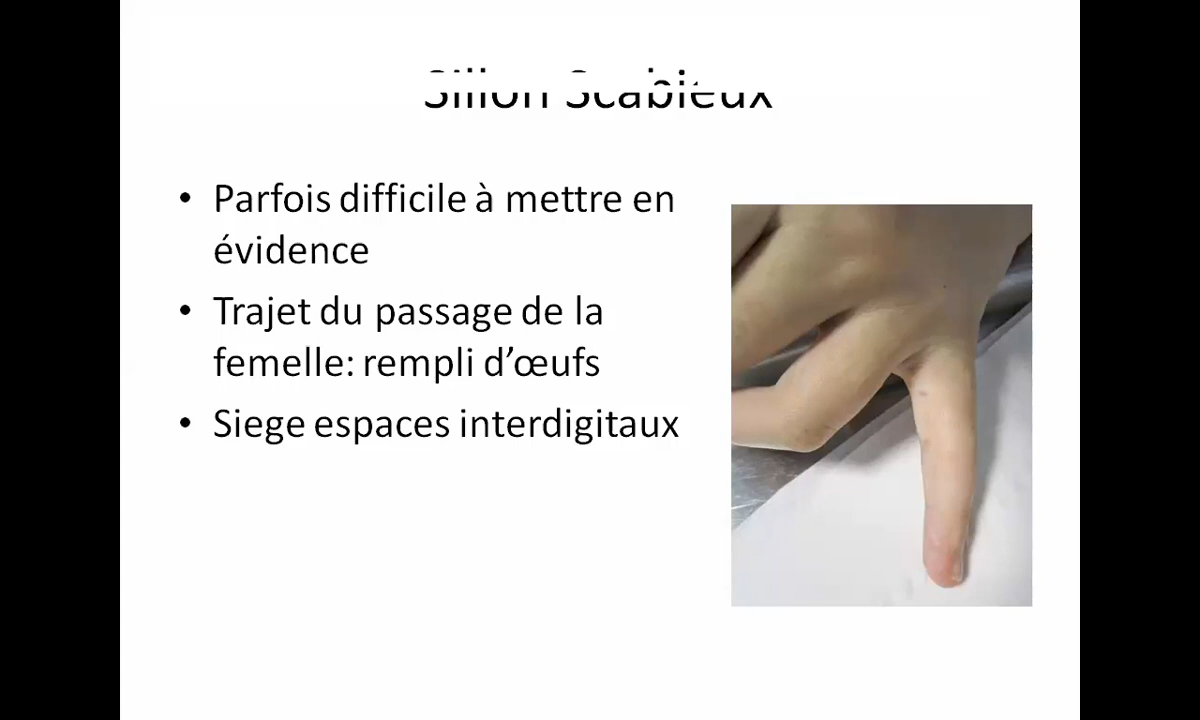 Sillon Scabieux
• Parfois difficile à mettre en
évidence
• Trajet du passage de la
femelle: rempli d’œufs
• Siege espaces interdigitaux